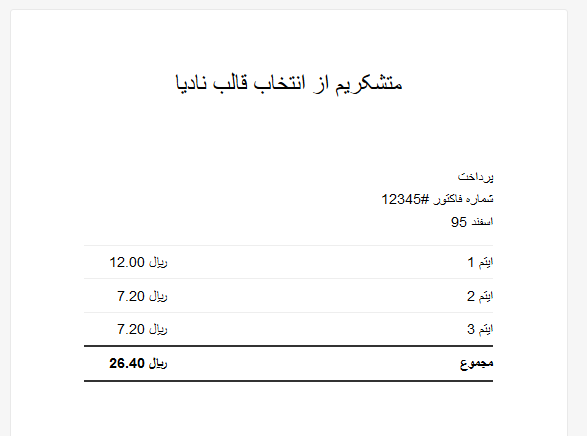 متشکریم از انتخاب قالب نادیا
پرداخت
شماره فاکتور #12345
اسفند 95
ایتم 1 ریال 12.00
ایتم 2 ریال 7.20
ایتم 3 ریال 7.20
مجموع ریال 26.40